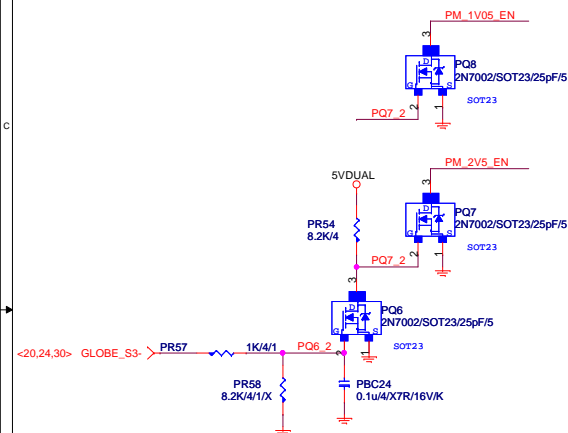 PM_1V05_EN
3
D
PQ8
2N7002/SOT23/25pF/5
G
S
SOT23
2
1
PQ7_2
C
PM_2V5_EN
5VDUAL
3
D
PQ7
2N7002/SOT23/25pF/5
G
S
PR54
8.2K/4
SOT23
2
1
PQ7_2
3
D
PQ6
2N7002/SOT23/25pF/5
G
S
SOT23
<20,24,30> GLOBE_S3- PR57 1K/4/1 PQ6_2
2
1
PR58
8.2K/4/1/X
PBC24
0.1u/4/X7R/16V/K